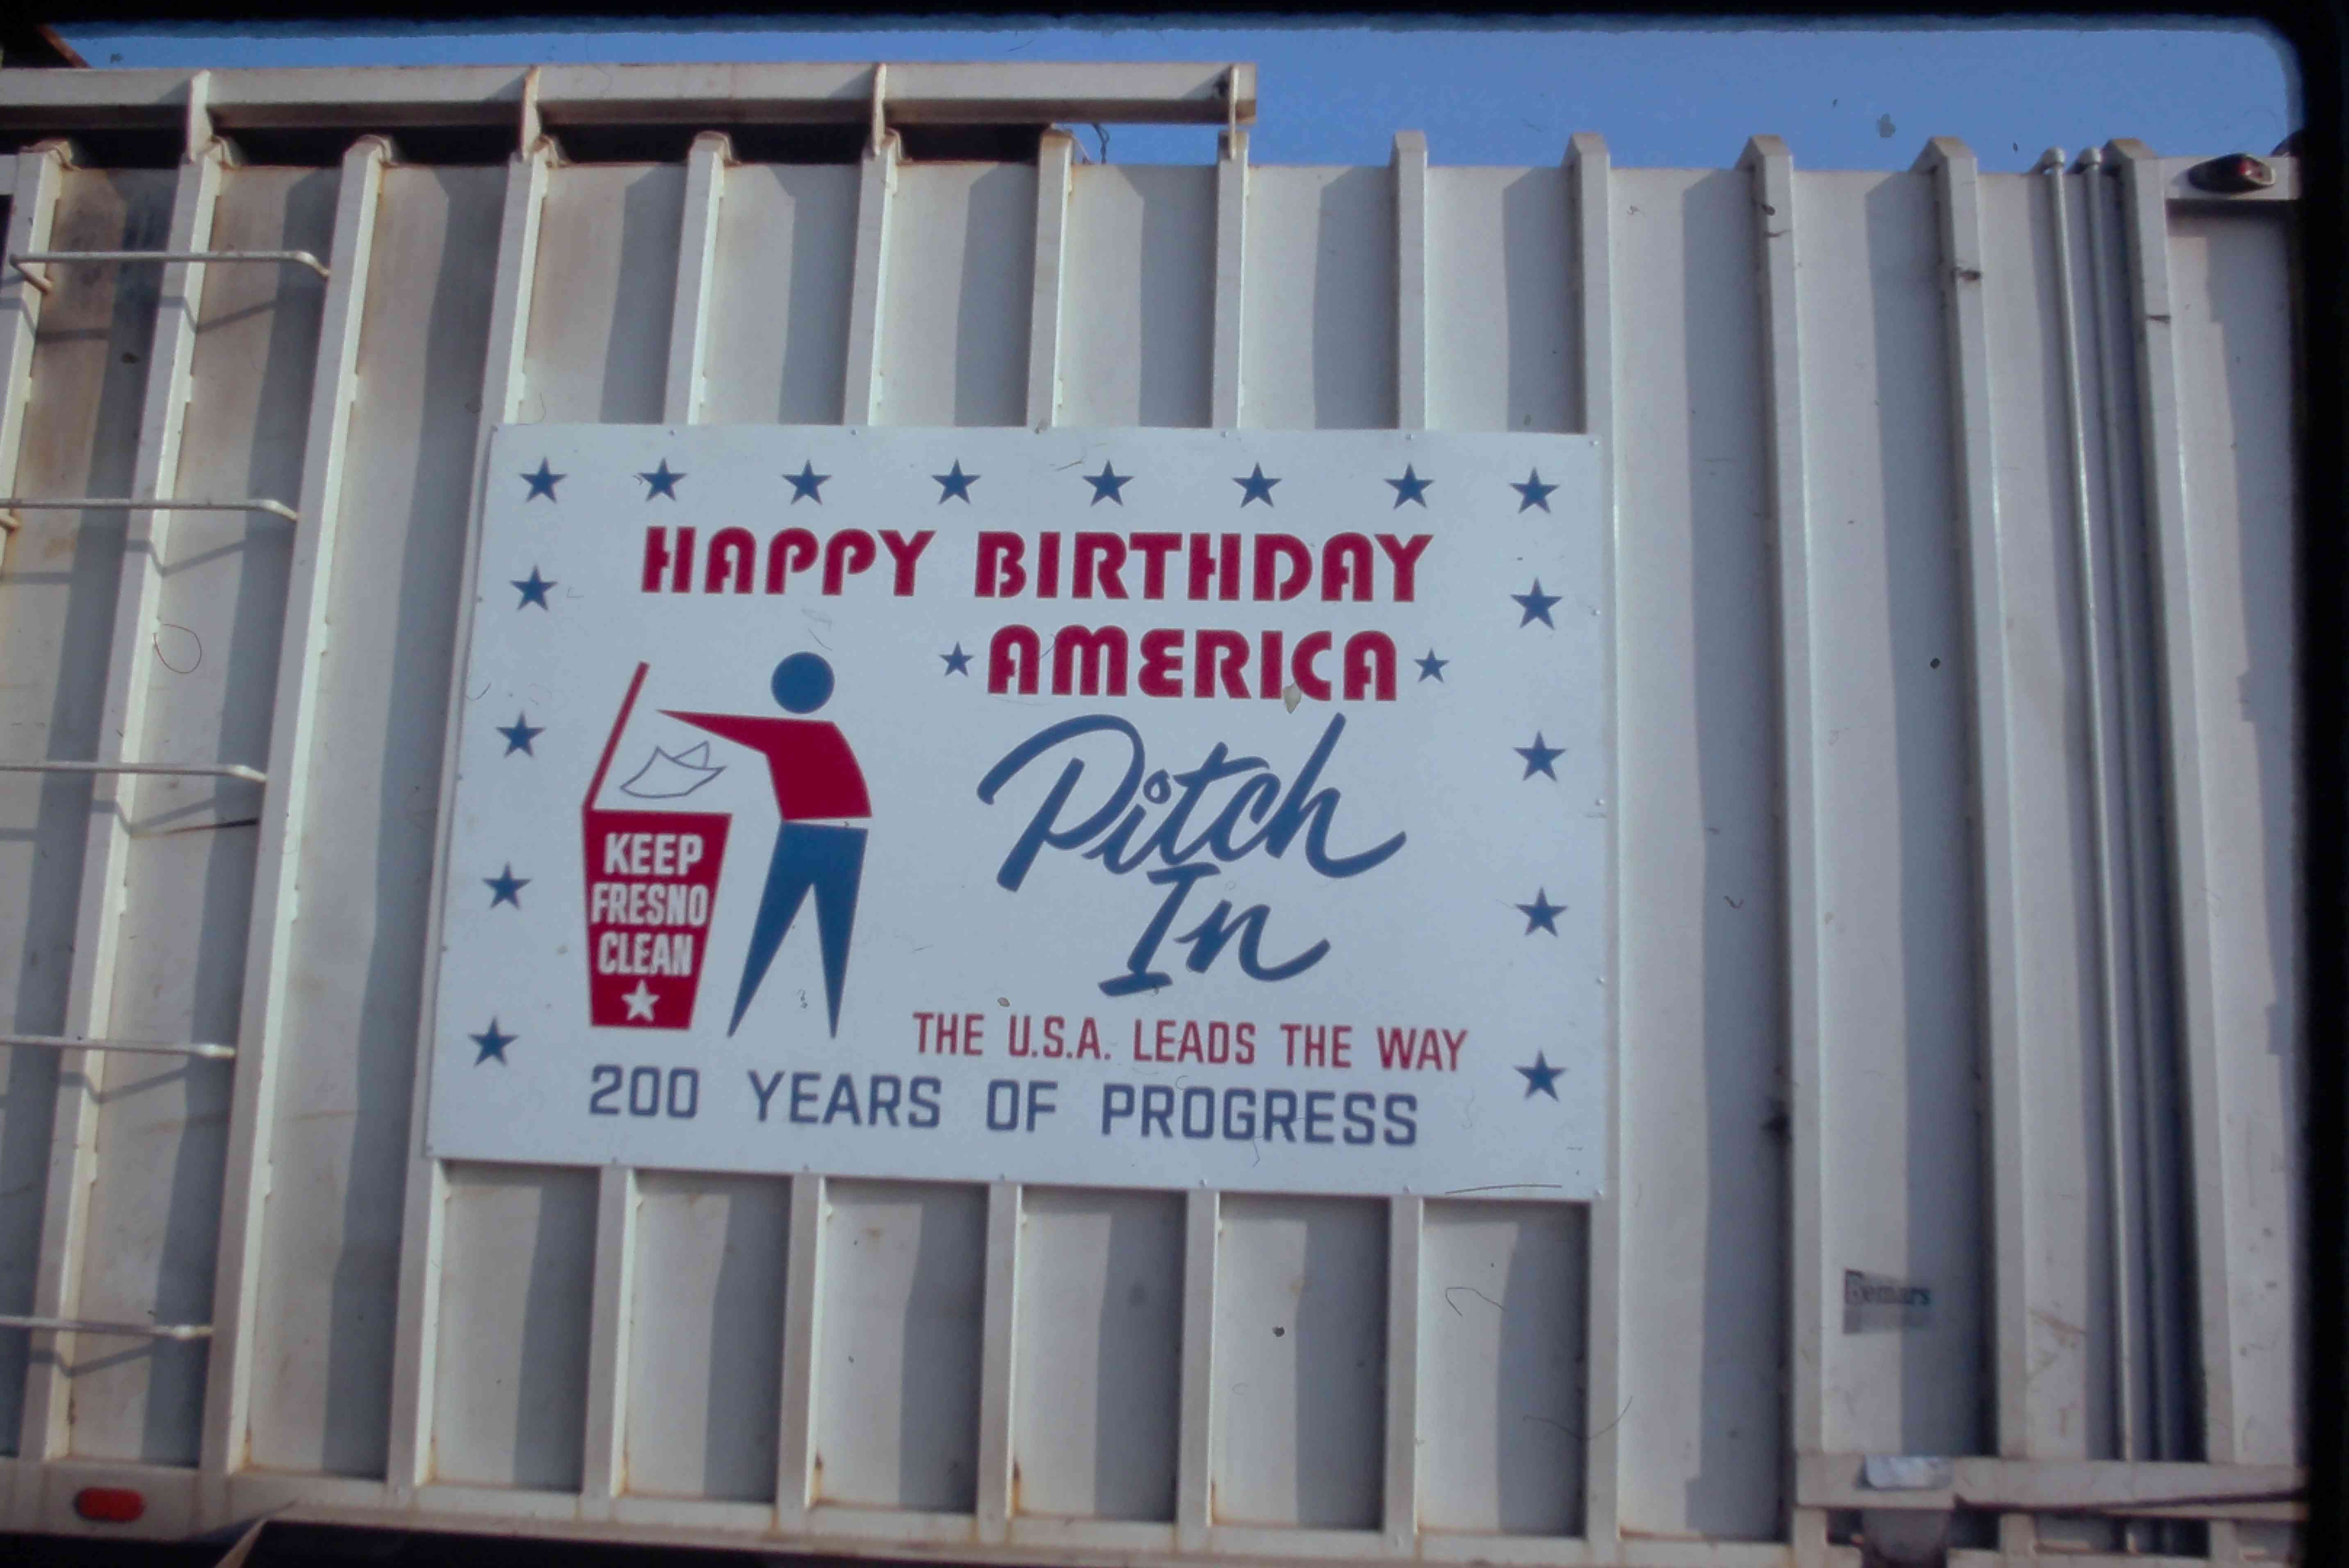 HAPPY BIRTHDAY
AMERICA
Pitch
In
KEEP
FRESNO
CLEAN
THE U.S.A. LEADS THE WAY
200 YEARS OF PROGRESS